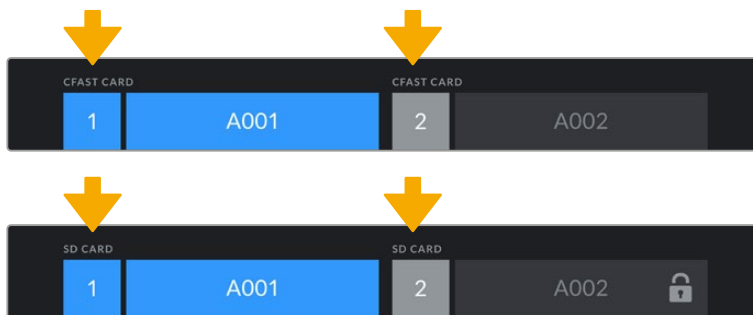 CFAST CARD CFAST CARD
1 A001 2 A002
SD CARD SD CARD
1 A001 2 A002